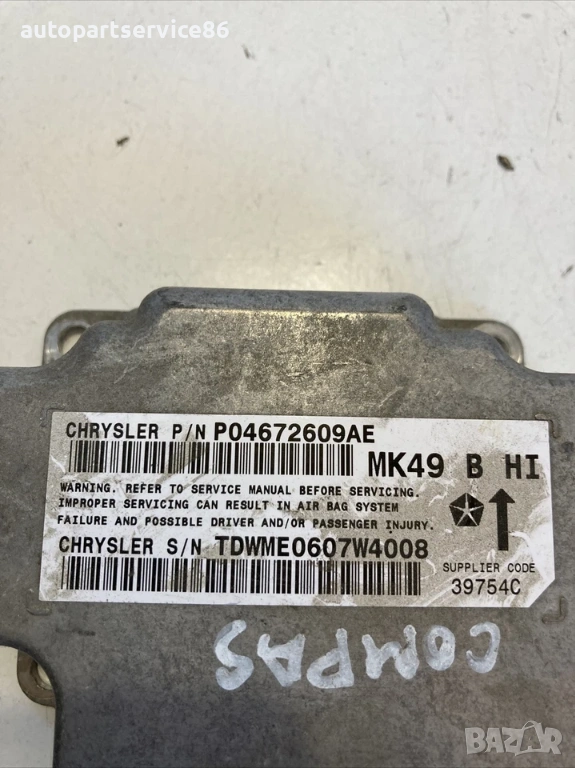 autopartservice86
CHRYSLER P/N P04672609AE
MK49 B HI
WARNING. REFER TO SERVICE MANUAL BEFORE SERVICING.
IMPROPER SERVICING CAN RESULT IN AIR BAG SYSTEM
FAILURE AND POSSIBLE DRIVER AND/OR PASSENGER INJURY.
CHRYSLER S/N TDWME0607W4008
SUPPLIER CODE
39754C
COMPAS
BAZAR